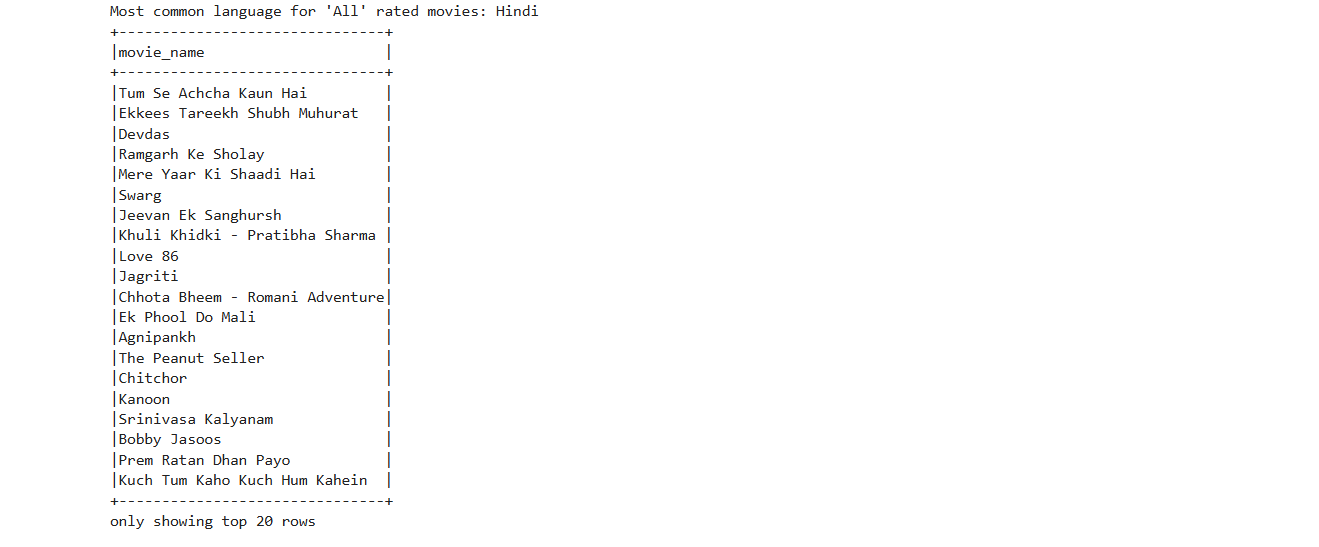 Most common language for 'All' rated movies: Hindi
+-------------------------------+
|movie_name                     |
+-------------------------------+
|Tum Se Achcha Kaun Hai         |
|Ekkees Tareekh Shubh Muhurat   |
|Devdas                         |
|Ramgarh Ke Sholay              |
|Mere Yaar Ki Shaadi Hai        |
|Swarg                          |
|Jeevan Ek Sanghursh            |
|Khuli Khidki - Pratibha Sharma |
|Love 86                        |
|Jagriti                        |
|Chhota Bheem - Romani Adventure|
|Ek Phool Do Mali               |
|Agnipankh                      |
|The Peanut Seller              |
|Chitchor                       |
|Kanoon                         |
|Srinivasa Kalyanam             |
|Bobby Jasoos                   |
|Prem Ratan Dhan Payo           |
|Kuch Tum Kaho Kuch Hum Kahein  |
+-------------------------------+
only showing top 20 rows